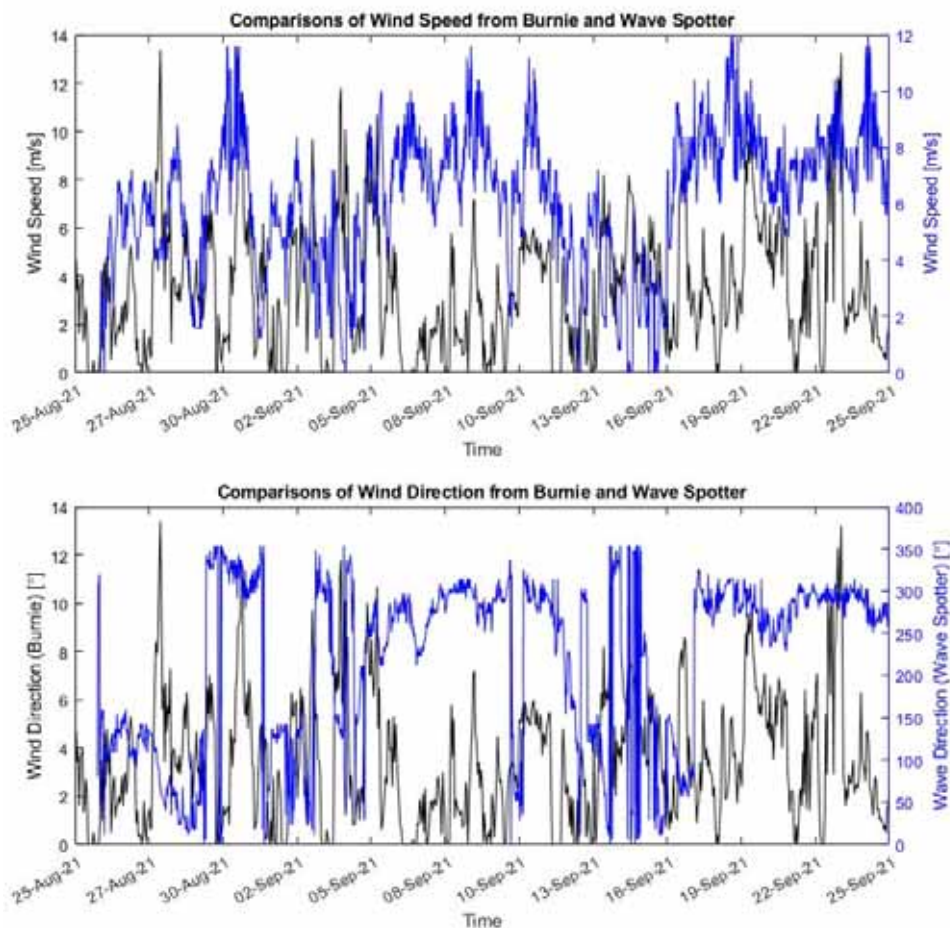 Comparisons of Wind Speed from Burnie and Wave Spotter
14
12
10
8
6
4
2
0
Wind Speed [m/s]
12
10
8
6
4
2
0
Wind Speed [m/s]
25-Aug-21
27-Aug-21
30-Aug-21
02-Sep-21
05-Sep-21
08-Sep-21
10-Sep-21
13-Sep-21
16-Sep-21
19-Sep-21
22-Sep-21
25-Sep-21
Time
Comparisons of Wind Direction from Burnie and Wave Spotter
14
12
10
8
6
4
2
0
Wind Direction (Burnie) [°]
400
350
300
250
200
150
100
50
0
Wave Direction (Wave Spotter) [°]
25-Aug-21
27-Aug-21
30-Aug-21
02-Sep-21
05-Sep-21
08-Sep-21
10-Sep-21
13-Sep-21
16-Sep-21
19-Sep-21
22-Sep-21
25-Sep-21
Time